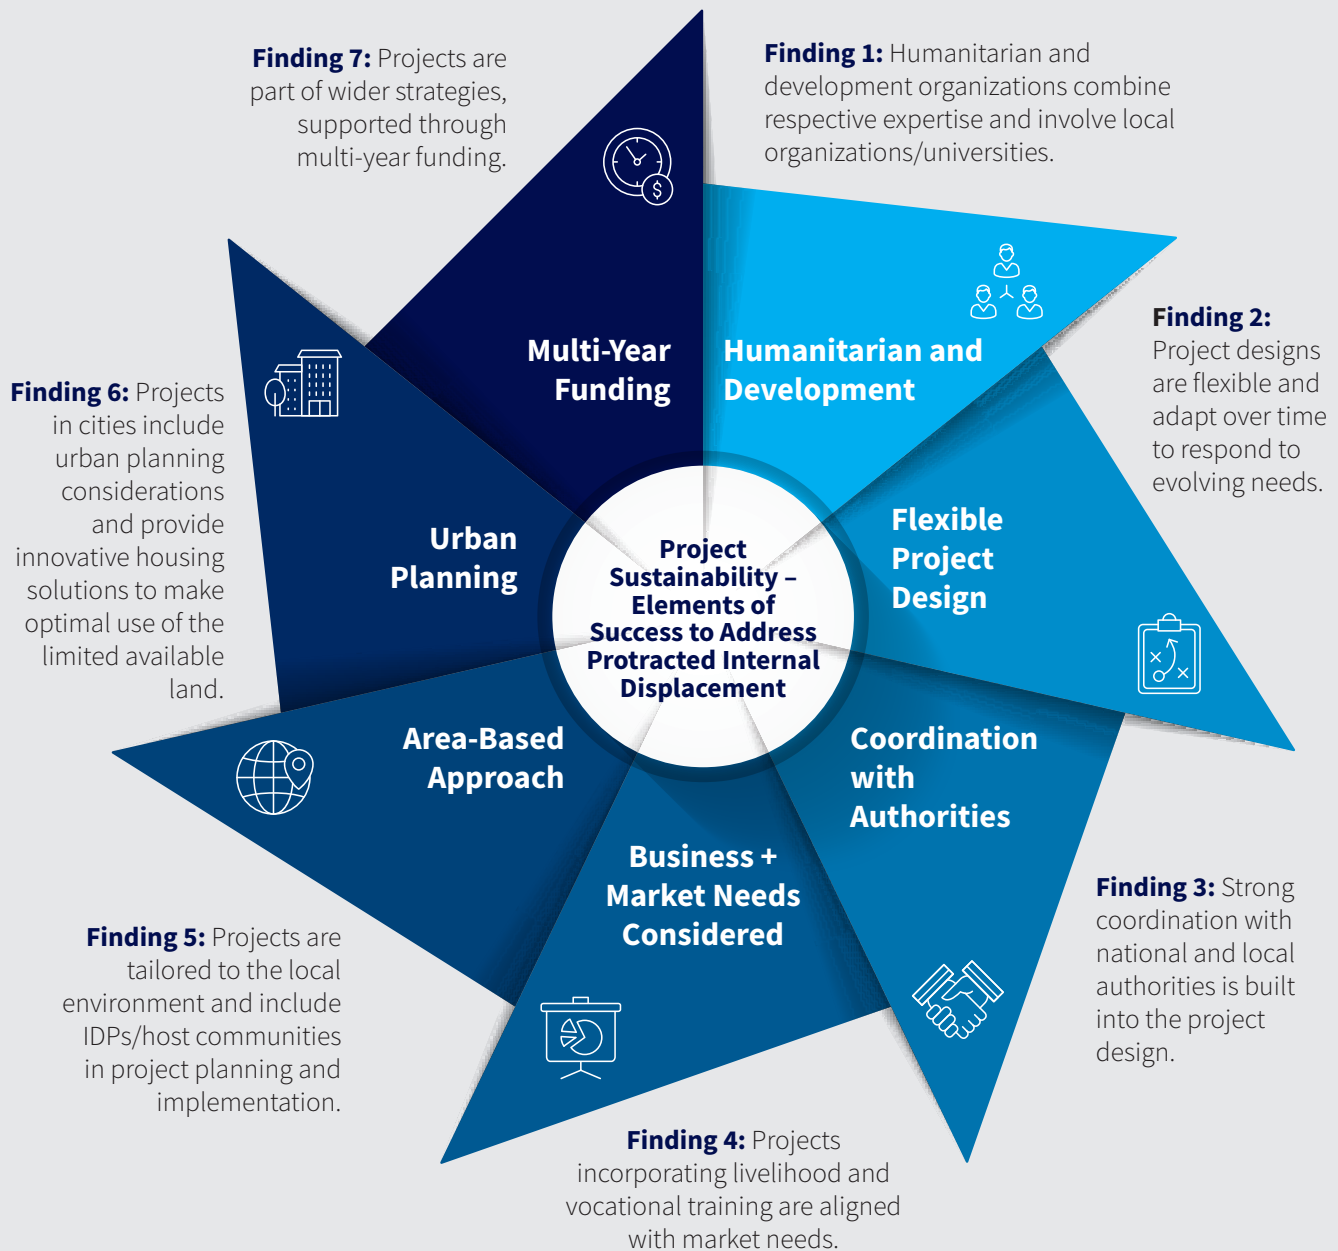 Finding 7: Projects are
part of wider strategies,
supported through
multi-year funding.
Finding 1: Humanitarian and
development organizations combine
respective expertise and involve local
organizations/universities.
$
Finding 2:
Project designs
are flexible and
adapt over time
to respond to
evolving needs.
Multi-Year
Funding
Humanitarian and
Development
Finding 6: Projects
in cities include
urban planning
considerations
and provide
innovative housing
solutions to make
optimal use of the
limited available
land.
Urban
Planning
Flexible
Project
Design
Project
Sustainability –
Elements of
Success to Address
Protracted Internal
Displacement
Area-Based
Approach
Coordination
with
Authorities
Business +
Market Needs
Considered
Finding 3: Strong
coordination with
national and local
authorities is built
into the project
design.
Finding 5: Projects are
tailored to the local
environment and include
IDPs/host communities
in project planning and
implementation.
Finding 4: Projects
incorporating livelihood and
vocational training are aligned
with market needs.